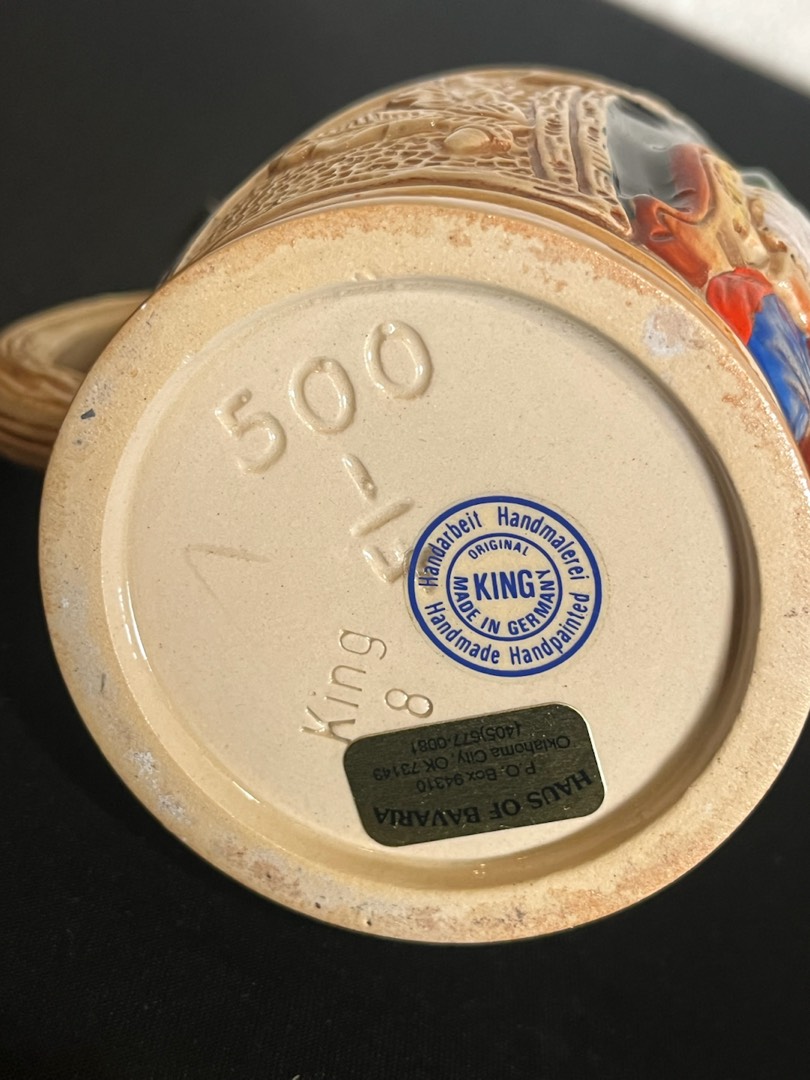 500
King
8
Handarbeit Handmalerei
ORIGINAL
KING
MADE IN GERMANY
Handmade Handpainted
HAUS OF BAVARIA
P.O. Box 94310
Oklahoma City, OK 73143
(405)677-0081